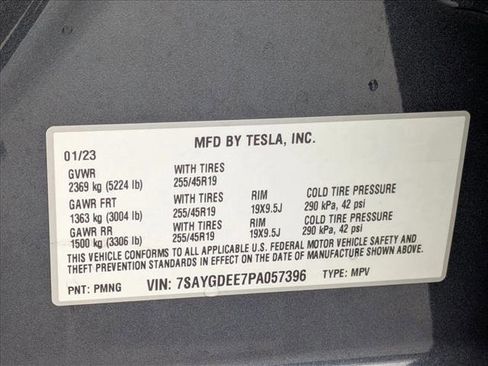 MFD BY TESLA, INC.
01/23
GVWR WITH TIRES
2369 kg (5224 lb) 255/45R19
GAWR FRT WITH TIRES RIM COLD TIRE PRESSURE
1363 kg (3004 lb) 255/45R19 19X9.5J 290 kPa, 42 psi
GAWR RR WITH TIRES RIM COLD TIRE PRESSURE
1500 kg (3306 lb) 255/45R19 19X9.5J 290 kPa, 42 psi
THIS VEHICLE CONFORMS TO ALL APPLICABLE U.S. FEDERAL MOTOR VEHICLE SAFETY AND
THEFT PREVENTION STANDARDS IN EFFECT ON THE DATE OF MANUFACTURE SHOWN ABOVE.
PNT: PMNG VIN: 7SAYGDEE7PA057396 TYPE: MPV